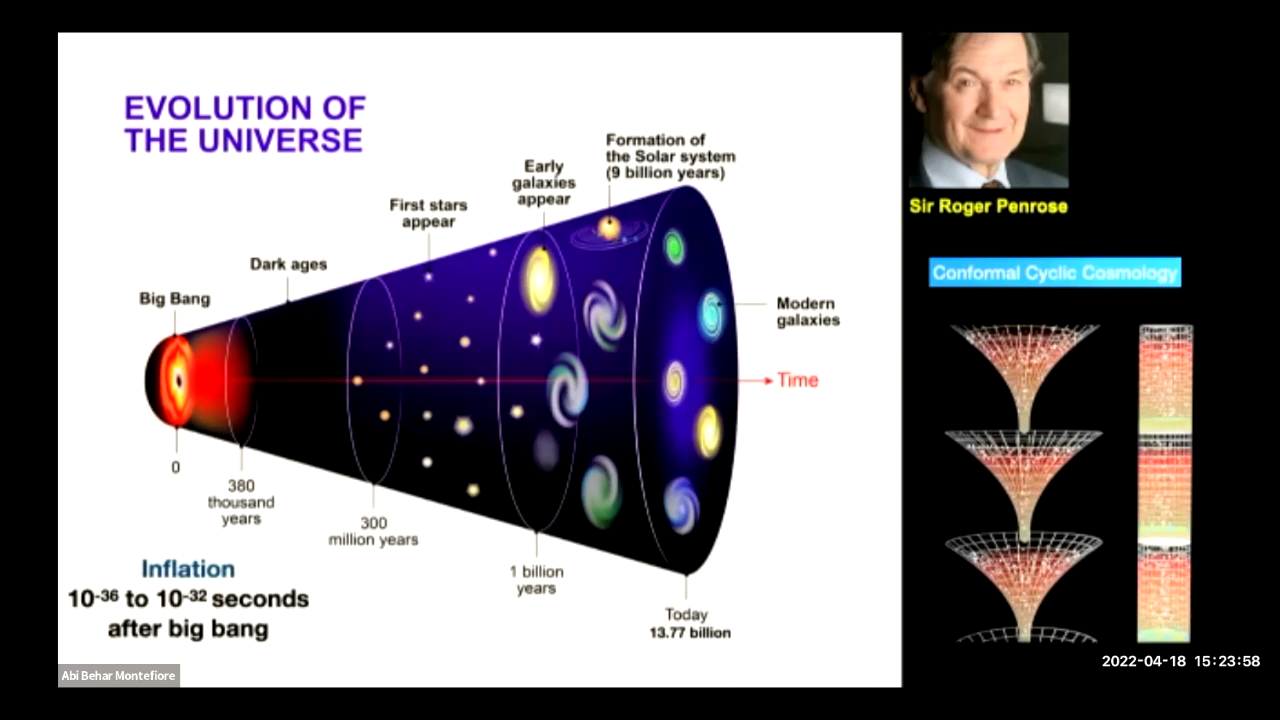 EVOLUTION OF
THE UNIVERSE
Formation of
the Solar system
(9 billion years)
Early
galaxies
appear
First stars
appear
Dark ages
Big Bang
Modern
galaxies
Time
0
380
thousand
years
300
million years
1 billion
years
Today
13.77 billion
Inflation
10-36 to 10-32 seconds
after big bang
Abi Behar Montefiore
Sir Roger Penrose
Conformal Cyclic Cosmology
2022-04-18 15:23:58